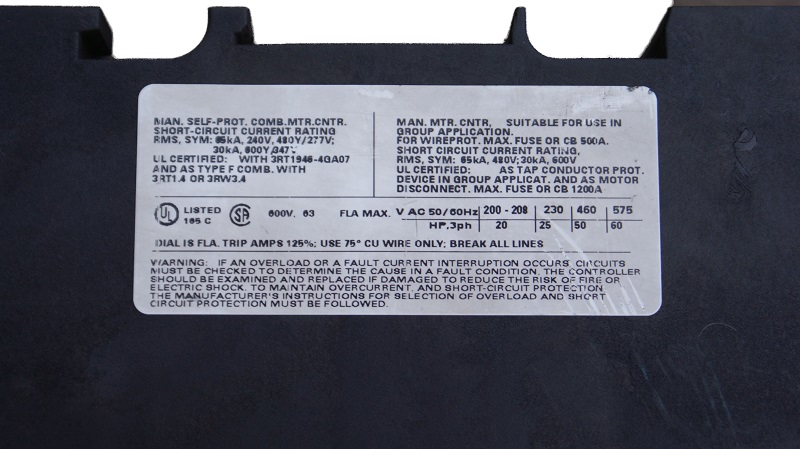 MAN. SELF-PROT. COMB.MTR.CNTR.
SHORT-CIRCUIT CURRENT RATING
RMS, SYM: 65kA, 240V, 480Y/277V;
30kA, 600Y/347V
UL CERTIFIED: WITH 3RT1946-4GA07
AND AS TYPE F COMB. WITH
3RT1.4 OR 3RW3.4
MAN. MTR. CNTR, SUITABLE FOR USE IN
GROUP APPLICATION.
FOR WIREPROT. MAX. FUSE OR CB 500A.
SHORT CIRCUIT CURRENT RATING,
RMS, SYM: 65kA, 480V;30kA, 600V
UL CERTIFIED: AS TAP CONDUCTOR PROT.
DEVICE IN GROUP APPLICAT. AND AS MOTOR
DISCONNECT. MAX. FUSE OR CB 1200A
UL LISTED 165 C SA 600V. 63 FLA MAX. V AC 50/60Hz 200 - 208 230 460 575
HP.3ph 20 25 50 60
DIAL IS FLA. TRIP AMPS 125%; USE 75° CU WIRE ONLY; BREAK ALL LINES
WARNING: IF AN OVERLOAD OR A FAULT CURRENT INTERRUPTION OCCURS, CIRCUITS
MUST BE CHECKED TO DETERMINE THE CAUSE IN A FAULT CONDITION, THE CONTROLLER
SHOULD BE EXAMINED AND REPLACED IF DAMAGED TO REDUCE THE RISK OF FIRE OR
ELECTRIC SHOCK. TO MAINTAIN OVERCURRENT, AND SHORT-CIRCUIT PROTECTION
THE MANUFACTURER'S INSTRUCTIONS FOR SELECTION OF OVERLOAD AND SHORT
CIRCUIT PROTECTION MUST BE FOLLOWED.